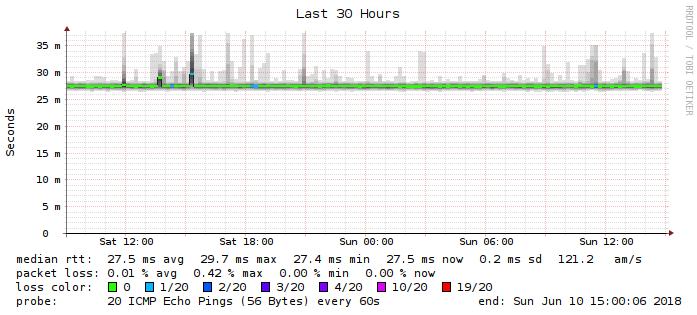 Last 30 Hours
RRDTOOL / TOBI OETIKER
Seconds
35 m
30 m
25 m
20 m
15 m
10 m
5 m
0
Sat 12:00 Sat 18:00 Sun 00:00 Sun 06:00 Sun 12:00
median rtt: 27.5 ms avg 29.7 ms max 27.4 ms min 27.5 ms now 0.2 ms sd 121.2 am/s
packet loss: 0.01 % avg 0.42 % max 0.00 % min 0.00 % now
loss color: 0 1/20 2/20 3/20 4/20 10/20 19/20
probe: 20 ICMP Echo Pings (56 Bytes) every 60s end: Sun Jun 10 15:00:06 2018